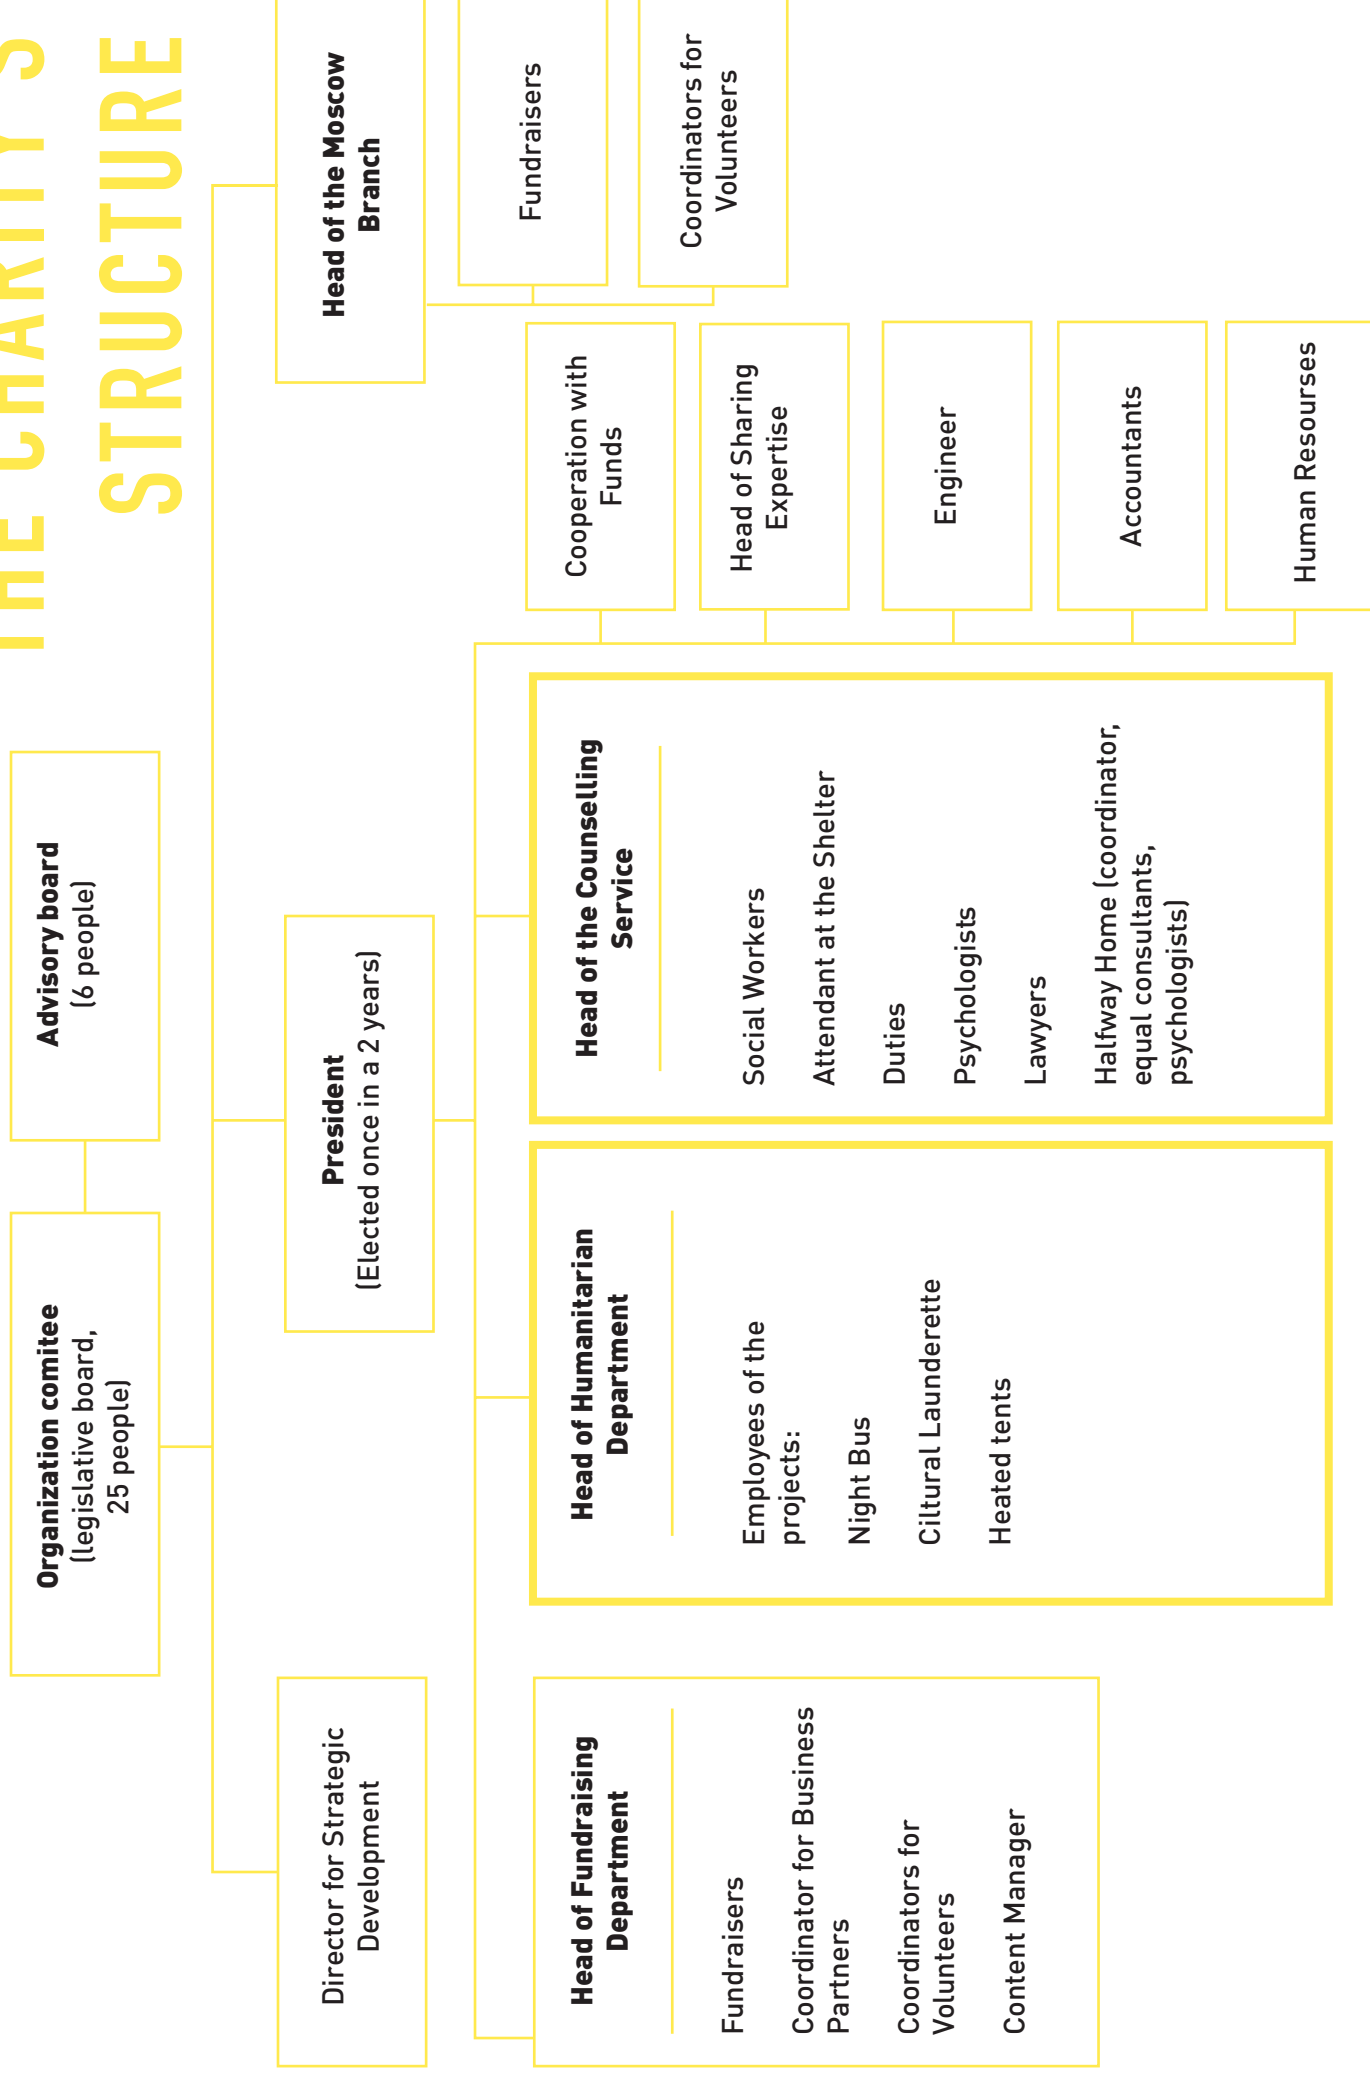 THE CHARITY'S
STRUCTURE
Organization comitee
(legislative board,
25 people)
Advisory board
(6 people)
Director for Strategic
Development
President
(Elected once in a 2 years)
Head of the Moscow
Branch
Fundraisers
Coordinators for
Volunteers
Head of Fundraising
Department
Fundraisers
Coordinator for Business
Partners
Coordinators for
Volunteers
Content Manager
Head of Humanitarian
Department
Employees of the
projects:
Night Bus
Ciltural Launderette
Heated tents
Head of the Counselling
Service
Social Workers
Attendant at the Shelter
Duties
Psychologists
Lawyers
Halfway Home (coordinator,
equal consultants,
psychologists)
Cooperation with
Funds
Head of Sharing
Expertise
Engineer
Accountants
Human Resourses